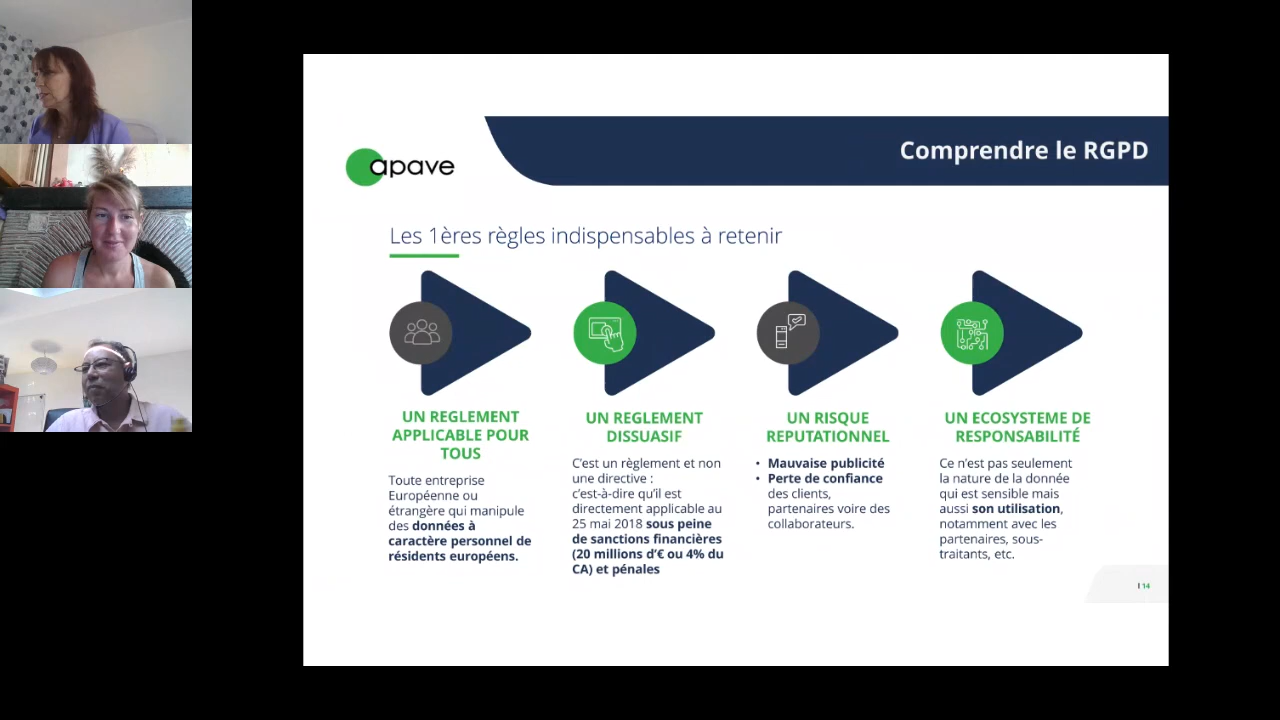 Comprendre le RGPD
apave
Les 1ères règles indispensables à retenir
UN REGLEMENT
APPLICABLE POUR
TOUS
Toute entreprise
Européenne ou
étrangère qui manipule
des données à
caractère personnel de
résidents européens.
UN REGLEMENT
DISSUASIF
C'est un règlement et non
une directive :
c'est-à-dire qu'il est
directement applicable au
25 mai 2018 sous peine
de sanctions financières
(20 millions d'€ ou 4% du
CA) et pénales
UN RISQUE
REPUTATIONNEL
• Mauvaise publicité
• Perte de confiance
des clients,
partenaires voire des
collaborateurs.
UN ECOSYSTEME DE
RESPONSABILITÉ
Ce n'est pas seulement
la nature de la donnée
qui est sensible mais
aussi son utilisation,
notamment avec les
partenaires, sous-
traitants, etc.
I 14